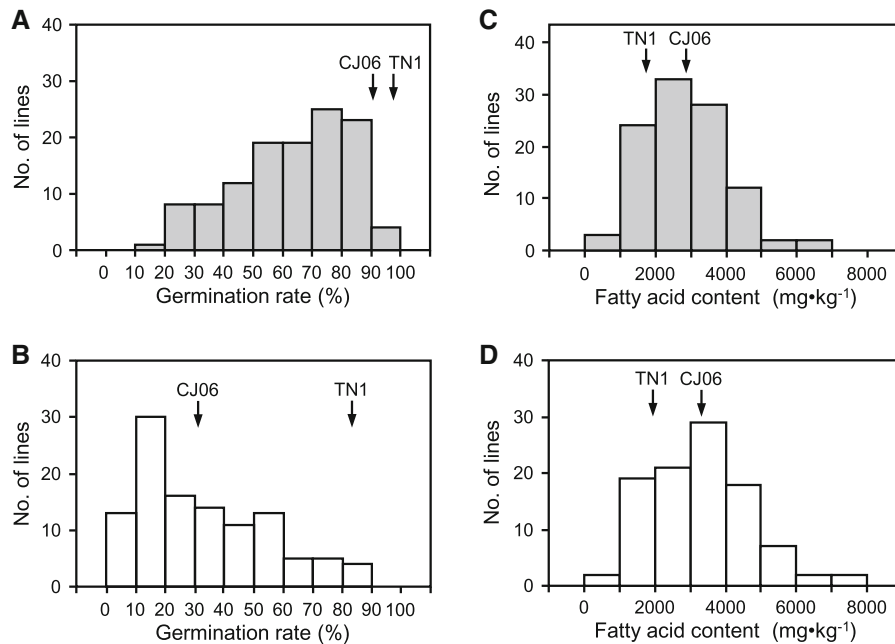 A
40
30
20
10
0
No. of lines
CJ06 TN1
0 10 20 30 40 50 60 70 80 90 100
Germination rate (%)
B
40
30
20
10
0
No. of lines
CJ06 TN1
0 10 20 30 40 50 60 70 80 90 100
Germination rate (%)
C
40
30
20
10
0
No. of lines
TN1 CJ06
0 2000 4000 6000 8000
Fatty acid content (mg•kg-1)
D
40
30
20
10
0
No. of lines
TN1 CJ06
0 2000 4000 6000 8000
Fatty acid content (mg•kg-1)